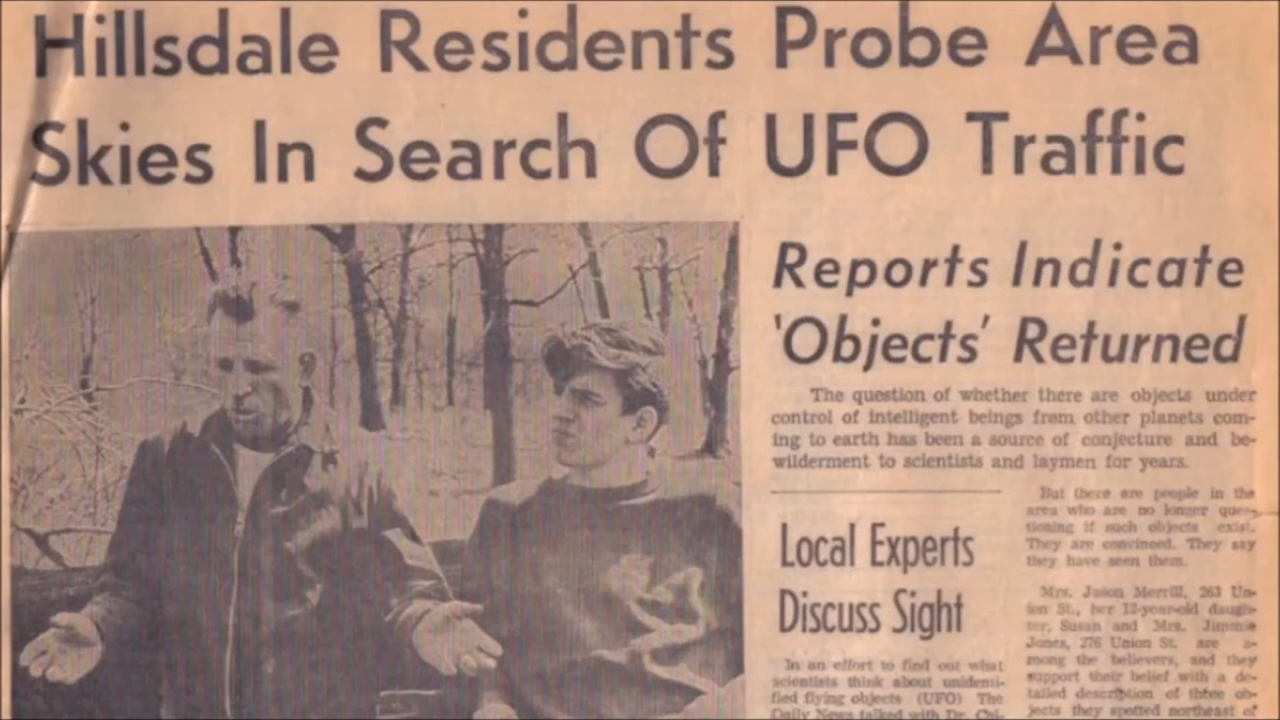 Hillsdale Residents Probe Area
Skies In Search Of UFO Traffic
Reports Indicate
'Objects' Returned
The question of whether there are objects under
control of intelligent beings from other planets com-
ing to earth has been a source of conjecture and be-
wilderment to scientists and laymen for years.
Local Experts
Discuss Sight
In an effort to find out what
scientists think about unidenti-
fied flying objects (UFO) The
Daily News talked with Dr. Chi-
But there are people in the
area who are no longer ques-
tioning if such objects exist.
They are convinced. They say
they have seen them.
Mrs. Jason Merrill, 263 Un-
ion St., her 12-year-old daugh-
ter, Susan and Mrs. Jimmie
Jones, 276 Union St. are a-
mong the believers, and they
support their belief with a de-
tailed description of three ob-
jects they spotted northeast of